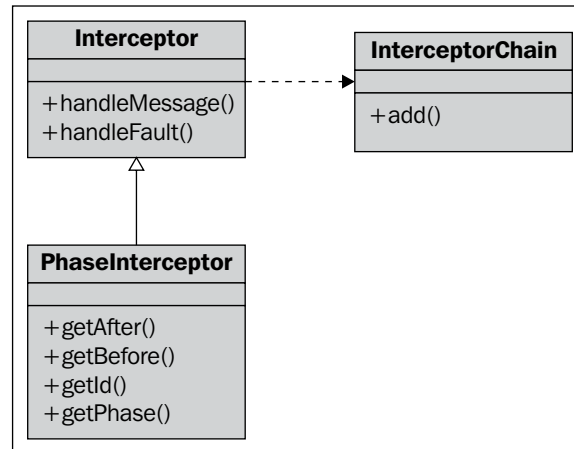 Interceptor
+handleMessage()
+handleFault()
InterceptorChain
+add()
PhaseInterceptor
+getAfter()
+getBefore()
+getId()
+getPhase()